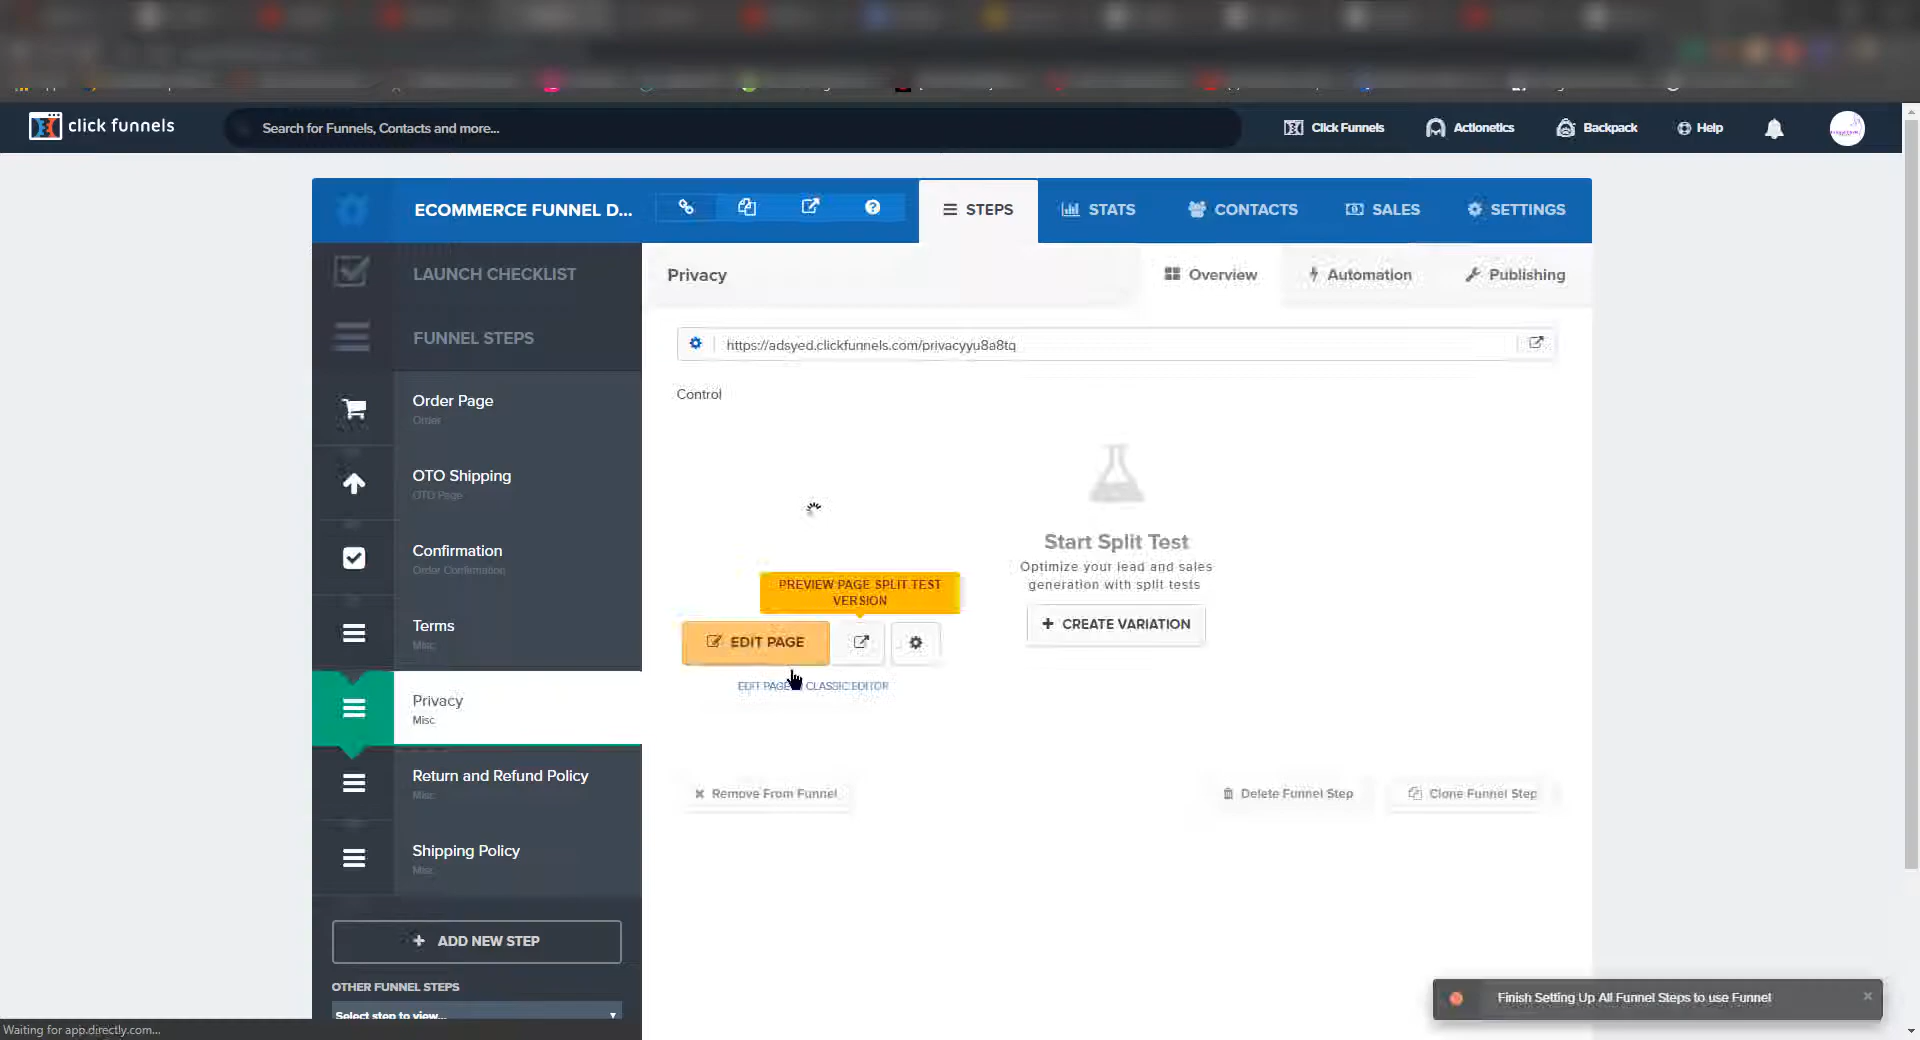 click funnels
Search for Funnels, Contacts and more...
Click Funnels
Actionetics
Backpack
Help
ECOMMERCE FUNNEL D...
STEPS
STATS
CONTACTS
SALES
SETTINGS
LAUNCH CHECKLIST
FUNNEL STEPS
Order Page
Order
OTO Shipping
OTO Page
Confirmation
Order Confirmation
Terms
Misc
Privacy
Misc
Return and Refund Policy
Misc
Shipping Policy
Misc
+ ADD NEW STEP
OTHER FUNNEL STEPS
Select step to view...
Privacy
Overview
Automation
Publishing
https://adsyed.clickfunnels.com/privacyyu8a8tq
Control
PREVIEW PAGE SPLIT TEST
VERSION
EDIT PAGE
EDIT PAGE CLASSIC EDITOR
Start Split Test
Optimize your lead and sales
generation with split tests
+ CREATE VARIATION
Remove From Funnel
Delete Funnel Step
Clone Funnel Step
Finish Setting Up All Funnel Steps to use Funnel
Waiting for app.directly.com...